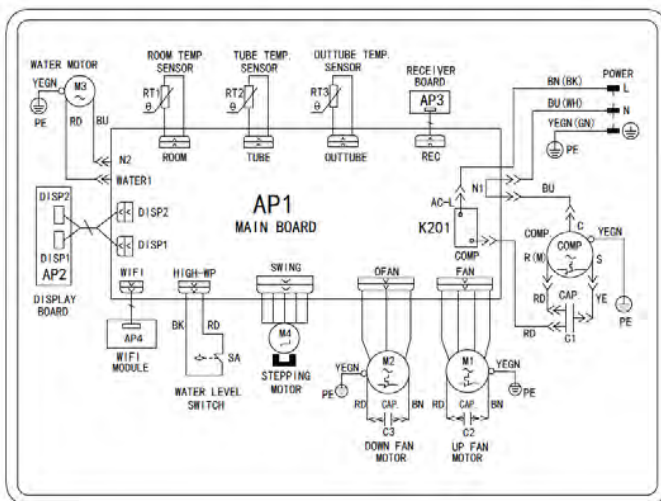 WATER MOTOR
YEGN
M3
PE
RD
BU
N2
WATER1
ROOM TEMP.
SENSOR
RT1
θ
ROOM
TUBE TEMP.
SENSOR
RT2
θ
TUBE
OUTTUBE TEMP.
SENSOR
RT3
θ
OUTTUBE
RECEIVER
BOARD
AP3
REC
BN(BK)
BU(WH)
YEGN(GN)
POWER
L
N
PE
AP1
MAIN BOARD
AC-L
N1
K201
COMP
BU
COMP
C
YEGN
COMP
R(M)
S
RD
CAP.
YE
C1
RD
PE
DISP2
DISP1
AP2
DISPLAY
BOARD
DISP2
DISP1
WIFI
AP4
WIFI
MODULE
HIGH-WP
BK
RD
SA
WATER LEVEL
SWITCH
SWING
M4
STEPPING
MOTOR
OFAN
M2
YEGN
PE
RD
CAP.
BN
C3
DOWN FAN
MOTOR
FAN
M1
YEGN
PE
RD
CAP.
BN
C2
UP FAN
MOTOR